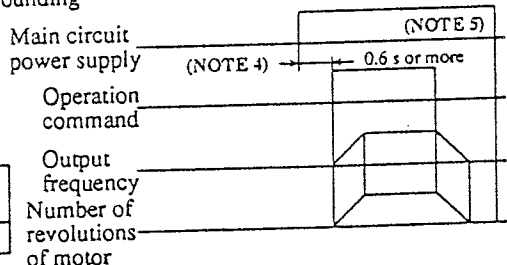 ounding
(NOTE 5)
Main circuit
power supply
(NOTE 4)
0.6 s or more
Operation
command
Output
frequency
Number of
revolutions
of motor